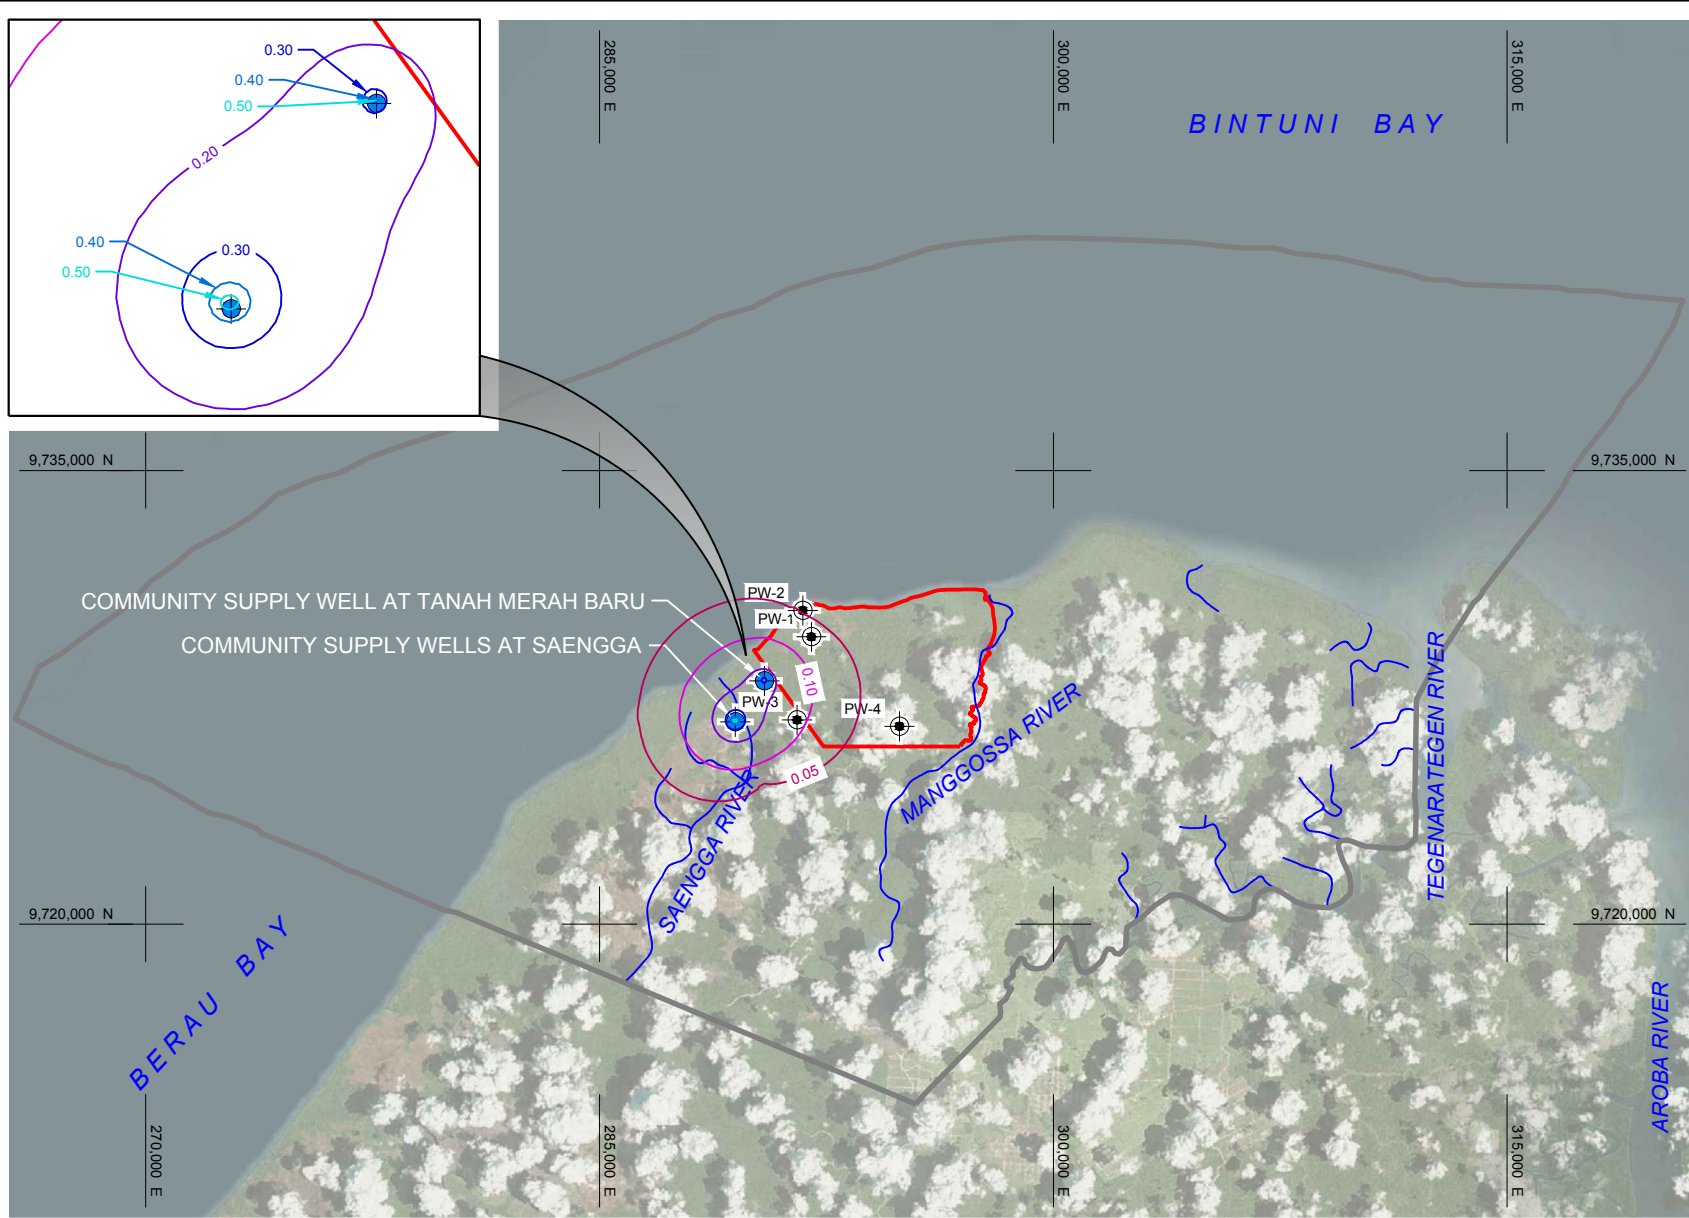 0.30
0.40
0.50
0.20
0.40
0.30
0.50
285,000 E
300,000 E
315,000 E
BINTUNI BAY
9,735,000 N
9,735,000 N
COMMUNITY SUPPLY WELL AT TANAH MERAH BARU
COMMUNITY SUPPLY WELLS AT SAENGGA
PW-2
PW-1
0.10
PW-3
PW-4
0.05
SAENGGA RIVER
MANGGOSSA RIVER
TEGENARATEGEN RIVER
9,720,000 N
9,720,000 N
BERAU BAY
AROBA RIVER
270,000 E
285,000 E
300,000 E
315,000 E